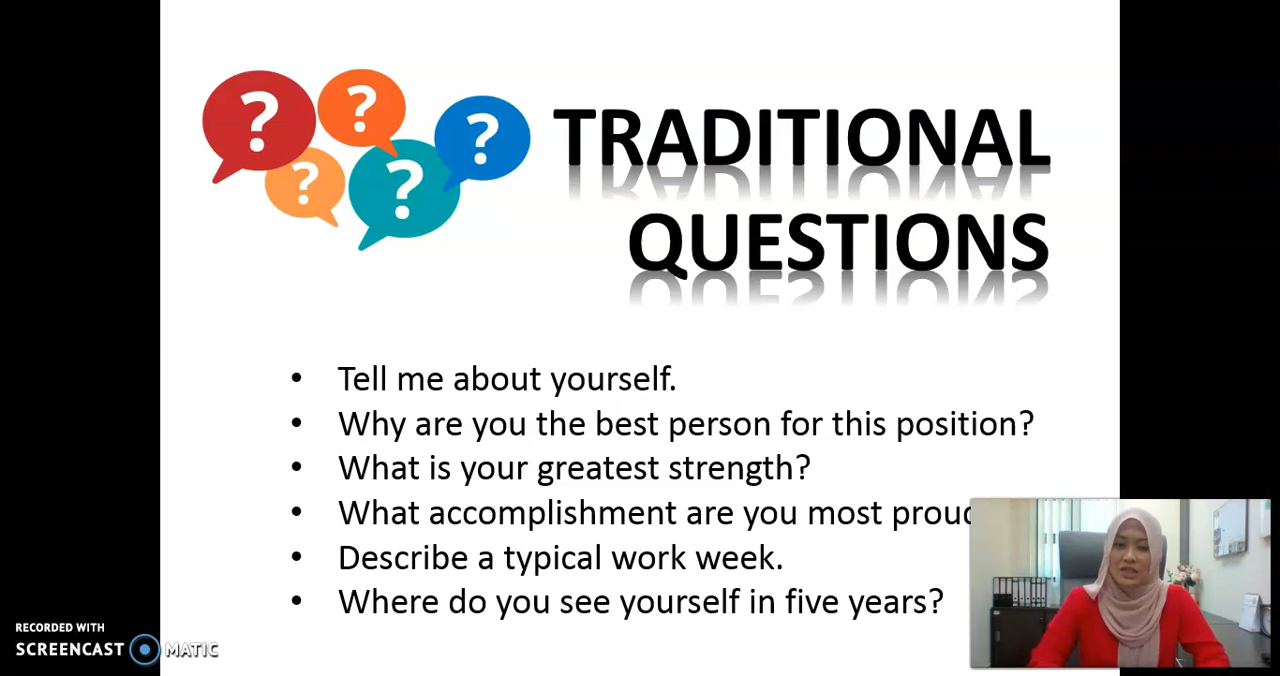 ? ? ? ? ?
TRADITIONAL
QUESTIONS
• Tell me about yourself.
• Why are you the best person for this position?
• What is your greatest strength?
• What accomplishment are you most proud
• Describe a typical work week.
• Where do you see yourself in five years?
RECORDED WITH
SCREENCAST MATIC